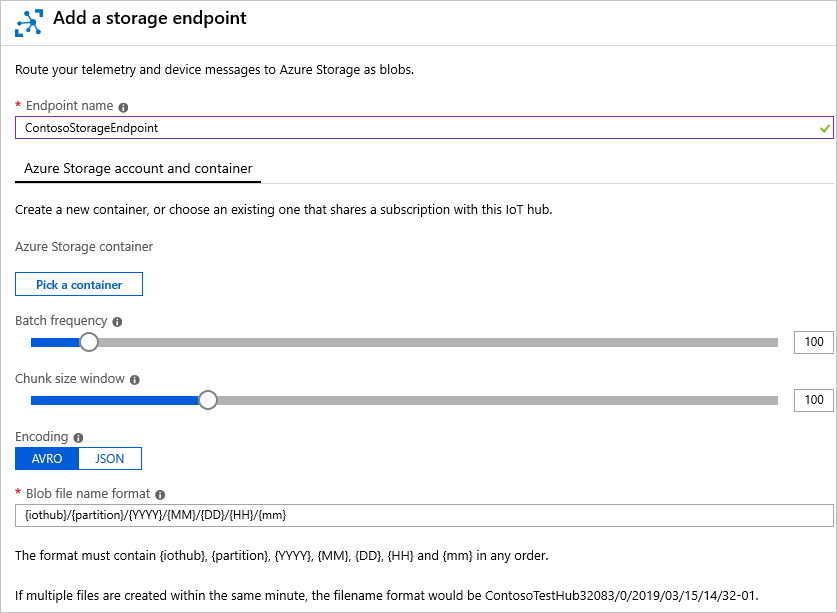 Add a storage endpoint
Route your telemetry and device messages to Azure Storage as blobs.
* Endpoint name
ContosoStorageEndpoint
Azure Storage account and container
Create a new container, or choose an existing one that shares a subscription with this IoT hub.
Azure Storage container
Pick a container
Batch frequency
100
Chunk size window
100
Encoding
AVRO JSON
* Blob file name format
{iothub}/{partition}/{YYYY}/{MM}/{DD}/{HH}/{mm}
The format must contain {iothub}, {partition}, {YYYY}, {MM}, {DD}, {HH} and {mm} in any order.
If multiple files are created within the same minute, the filename format would be ContosoTestHub32083/0/2019/03/15/14/32-01.